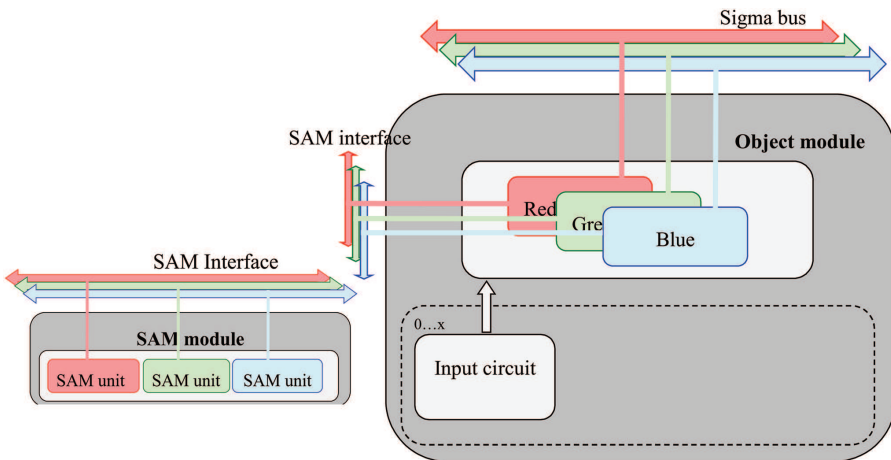 Sigma bus
SAM interface
Object module
Red
Gre
Blue
SAM Interface
SAM module
SAM unit
SAM unit
SAM unit
0...x
Input circuit